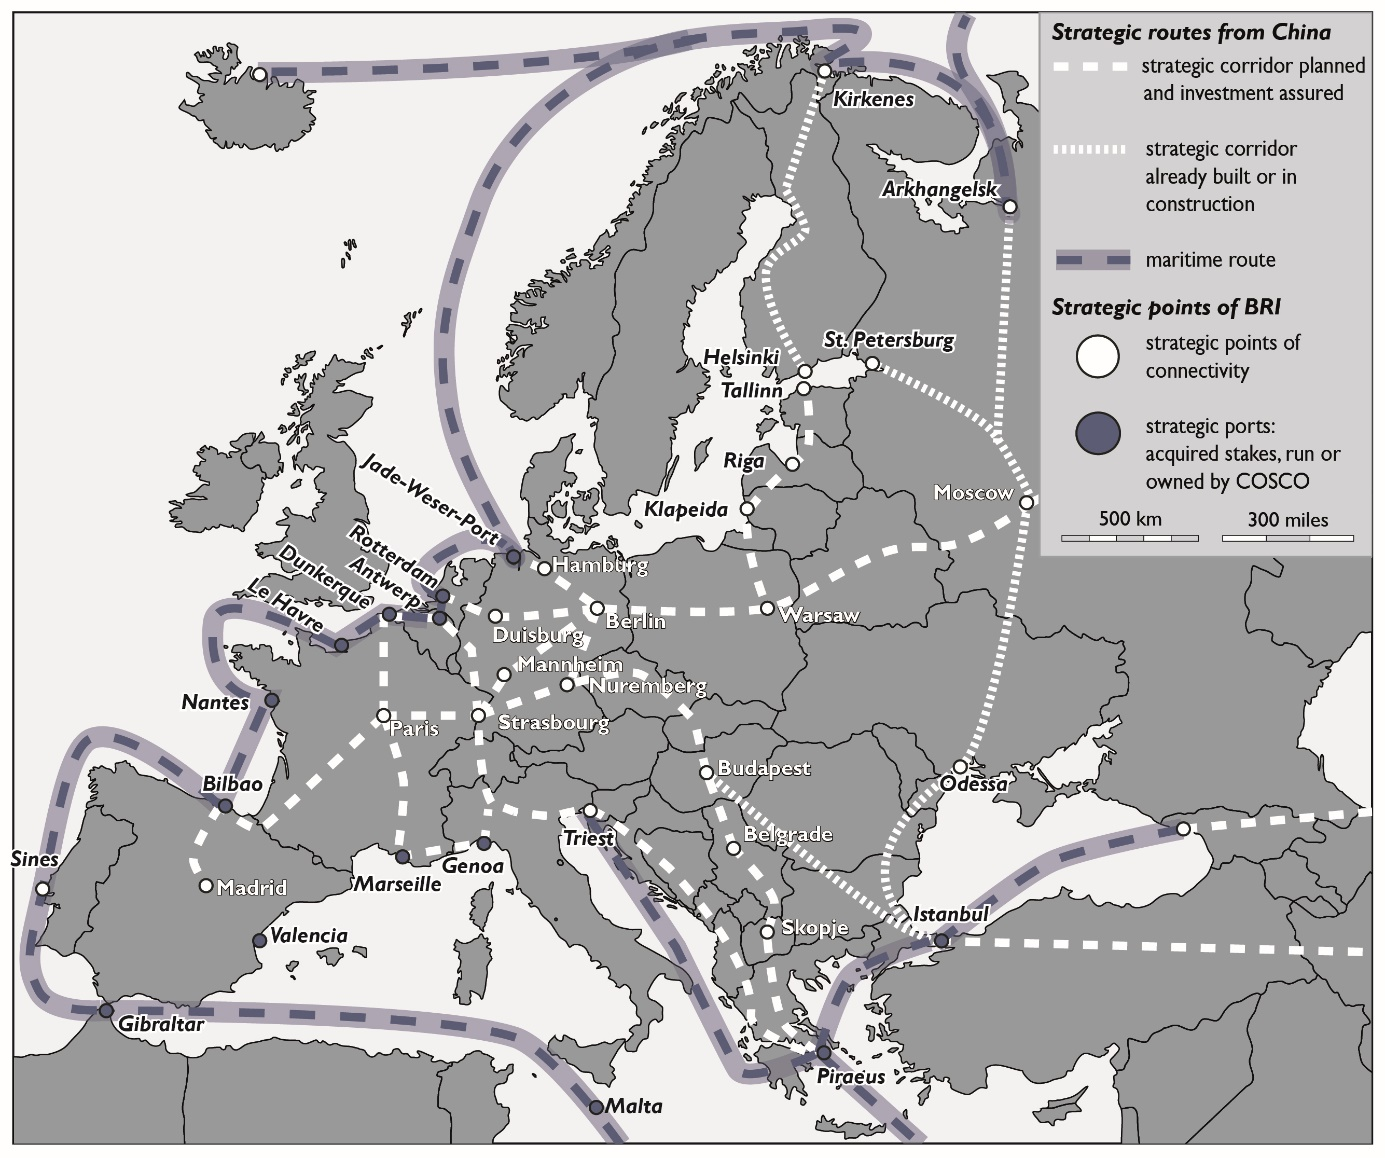 Strategic routes from China
strategic corridor planned
and investment assured
strategic corridor
already built or in
construction
maritime route
Strategic points of BRI
strategic points of
connectivity
strategic ports:
acquired stakes, run or
owned by COSCO
500 km
300 miles
Kirkenes
Arkhangelsk
St. Petersburg
Helsinki
Tallinn
Riga
Klapeida
Moscow
Jade-Weser-Port
Rotterdam
Antwerp
Dunkerque
Le Havre
Hamburg
Berlin
Warsaw
Duisburg
Mannheim
Nuremberg
Nantes
Paris
Strasbourg
Budapest
Odessa
Bilbao
Triest
Belgrade
Sines
Madrid
Marseille
Genoa
Istanbul
Skopje
Valencia
Gibraltar
Piraeus
Malta